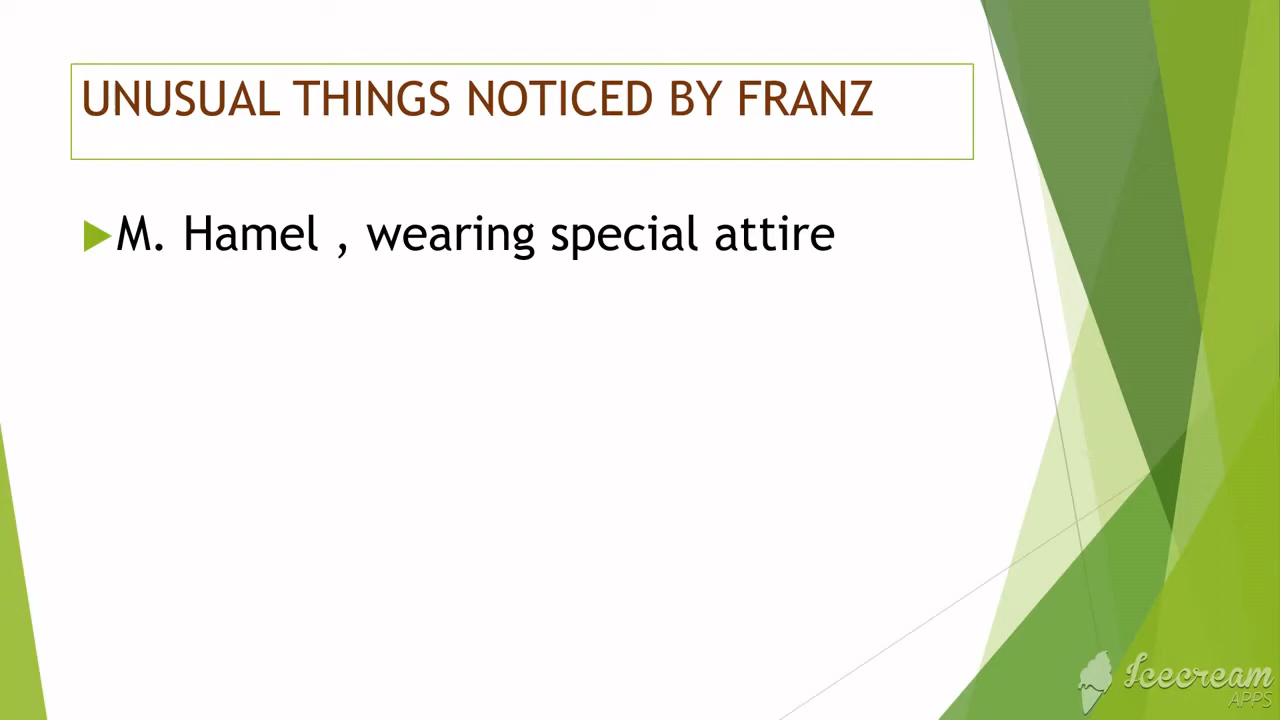 UNUSUAL THINGS NOTICED BY FRANZ
M. Hamel , wearing special attire
Icecream
APPS